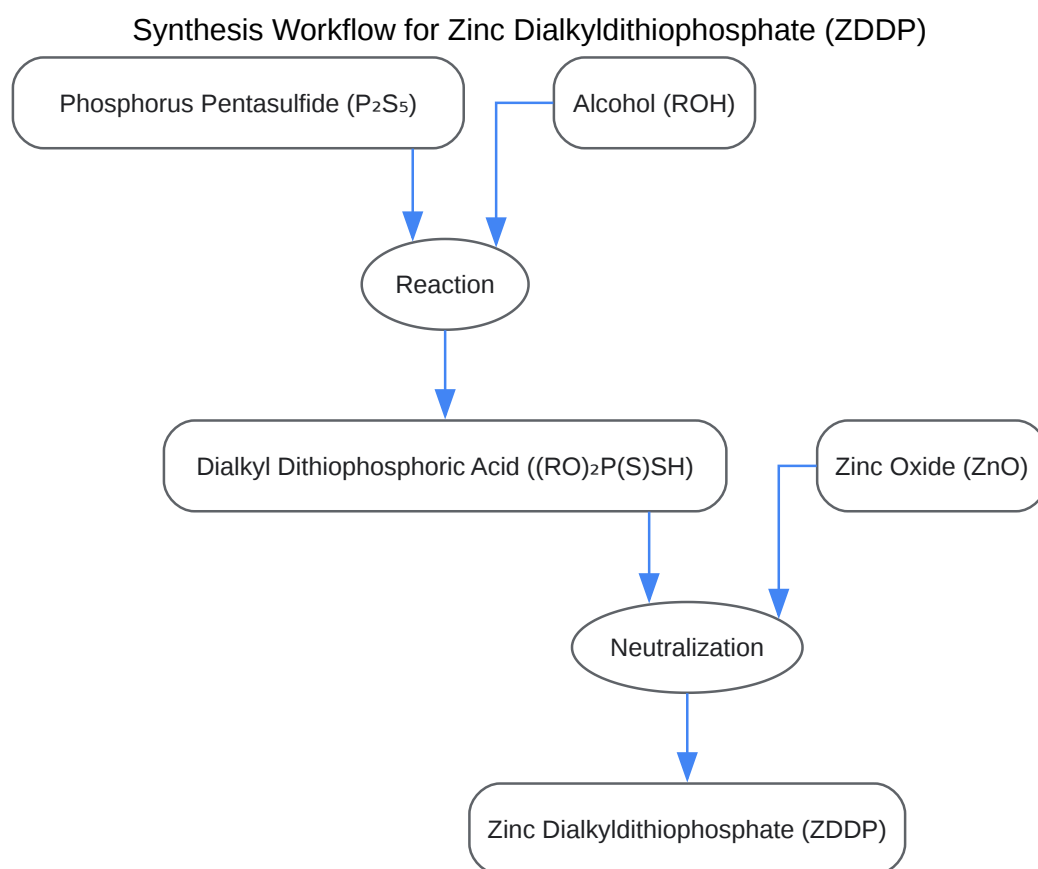 Synthesis Workflow for Zinc Dialkyldithiophosphate (ZDDP)
Phosphorus Pentasulfide (P₂S₅)
Alcohol (ROH)
Reaction
Dialkyl Dithiophosphoric Acid ((RO)₂P(S)SH)
Zinc Oxide (ZnO)
Neutralization
Zinc Dialkyldithiophosphate (ZDDP)